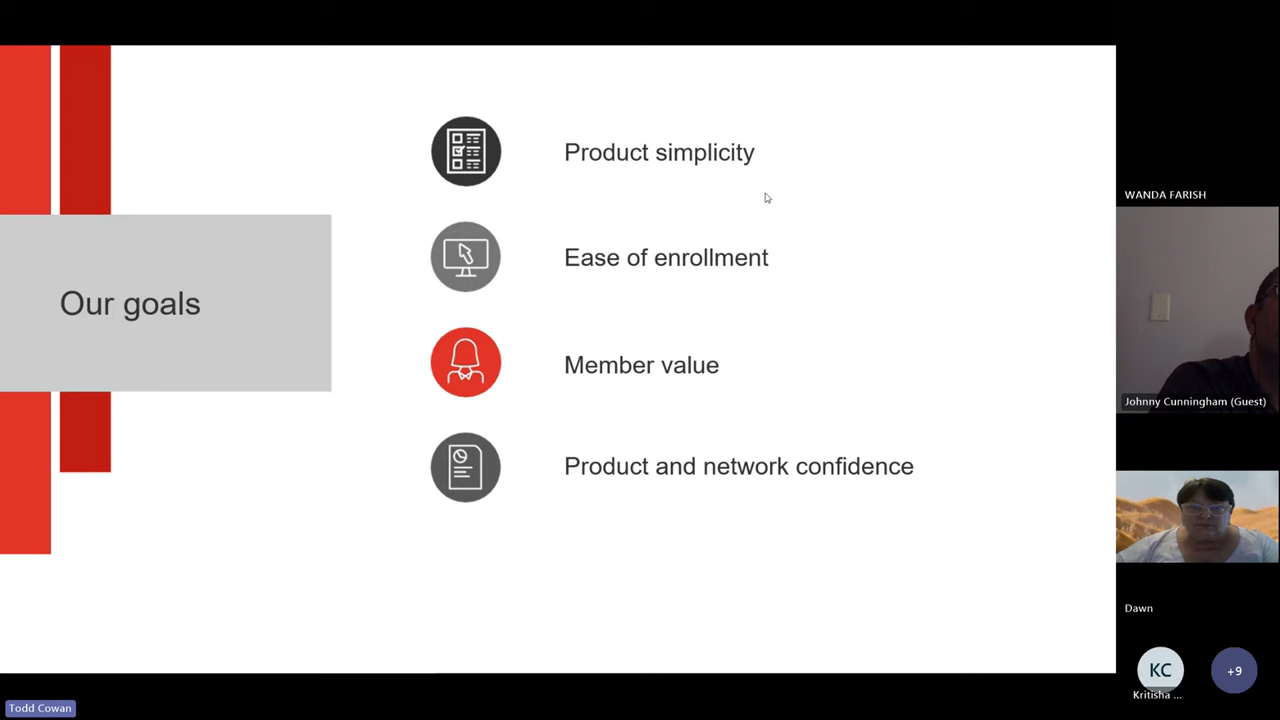 Our goals
Product simplicity
Ease of enrollment
Member value
Product and network confidence
WANDA FARISH
Johnny Cunningham (Guest)
Dawn
KC
Kritisha ...
+9
Todd Cowan